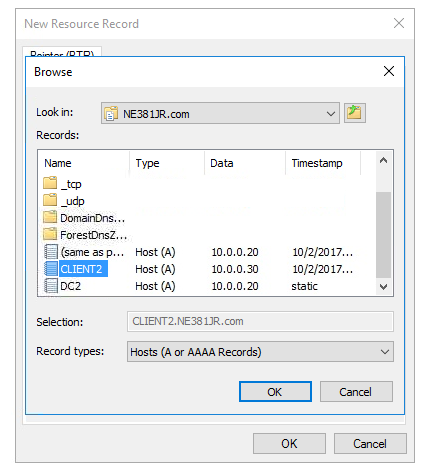 New Resource Record
Pointer (PTR)
Browse
Look in: NE381JR.com
Records:
Name Type Data Timestamp
_tcp
_udp
DomainDns...
ForestDnsZ...
(same as p... Host (A) 10.0.0.20 10/2/2017...
CLIENT2 Host (A) 10.0.0.30 10/2/2017...
DC2 Host (A) 10.0.0.20 static
Selection: CLIENT2.NE381JR.com
Record types: Hosts (A or AAAA Records)
OK Cancel
OK Cancel